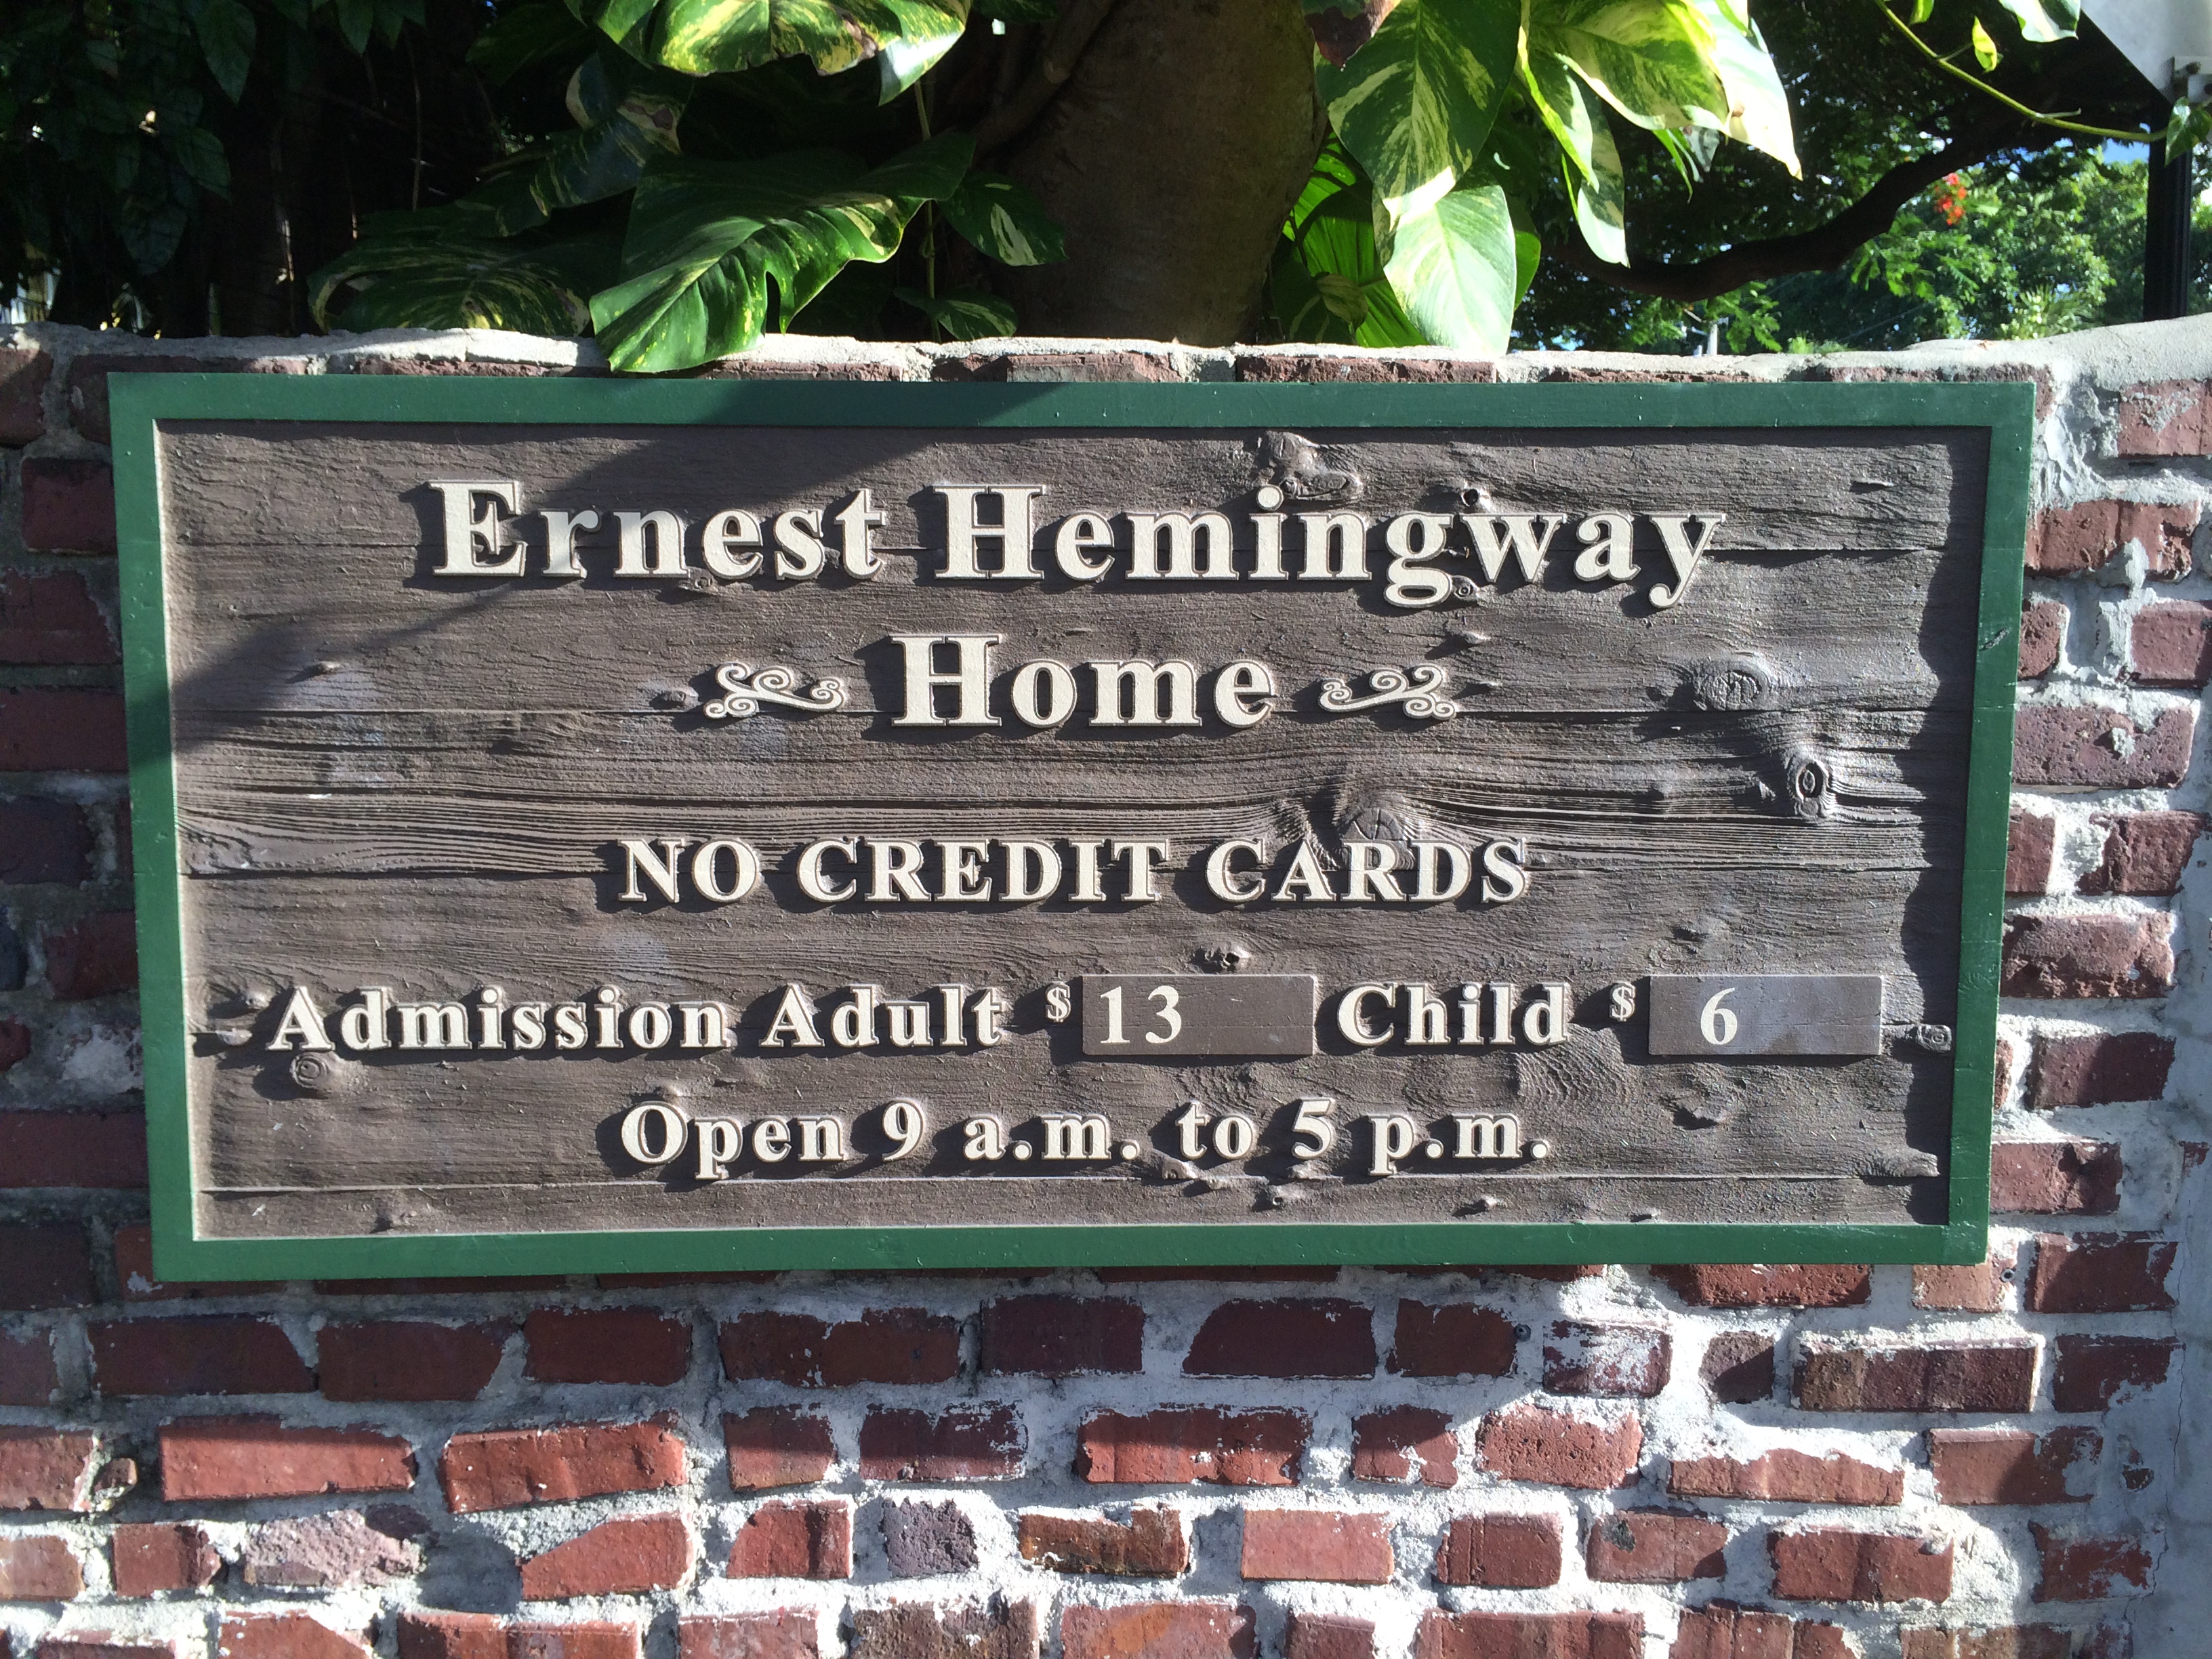 Ernest Hemingway
Home
NO CREDIT CARDS
Admission Adult $ 13 Child $ 6
Open 9 a.m. to 5 p.m.